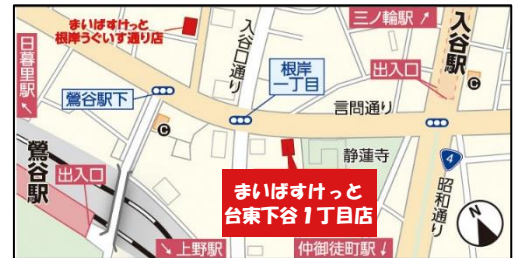 まいばすけっと
根岸うぐいす通り店
三ノ輪駅↗
入谷駅
日暮里駅↖
入谷口通り
根岸一丁目
出入口
鶯谷駅下
言問通り
静蓮寺
4
昭和通り
鶯谷駅
出入口
まいばすけっと
台東下谷1丁目店
N
↘上野駅
仲御徒町駅↓